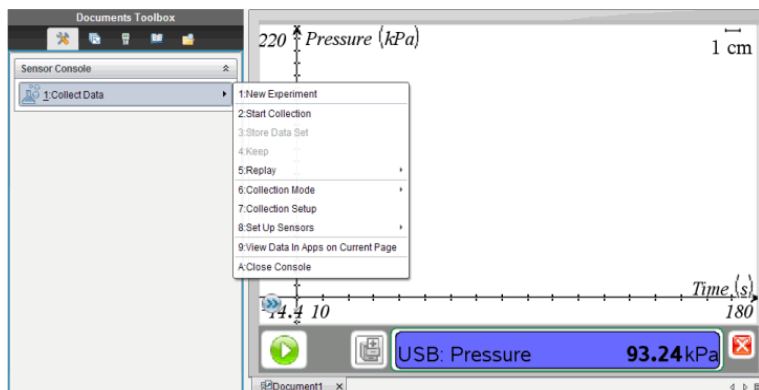 Documents Toolbox
Sensor Console
1:Collect Data
1:New Experiment
2:Start Collection
3:Store Data Set
4:Keep
5:Replay
6:Collection Mode
7:Collection Setup
8:Set Up Sensors
9:View Data In Apps on Current Page
A:Close Console
220 Pressure (kPa)
1 cm
Time (s)
-14.4 10
180
USB: Pressure 93.24kPa
Document1